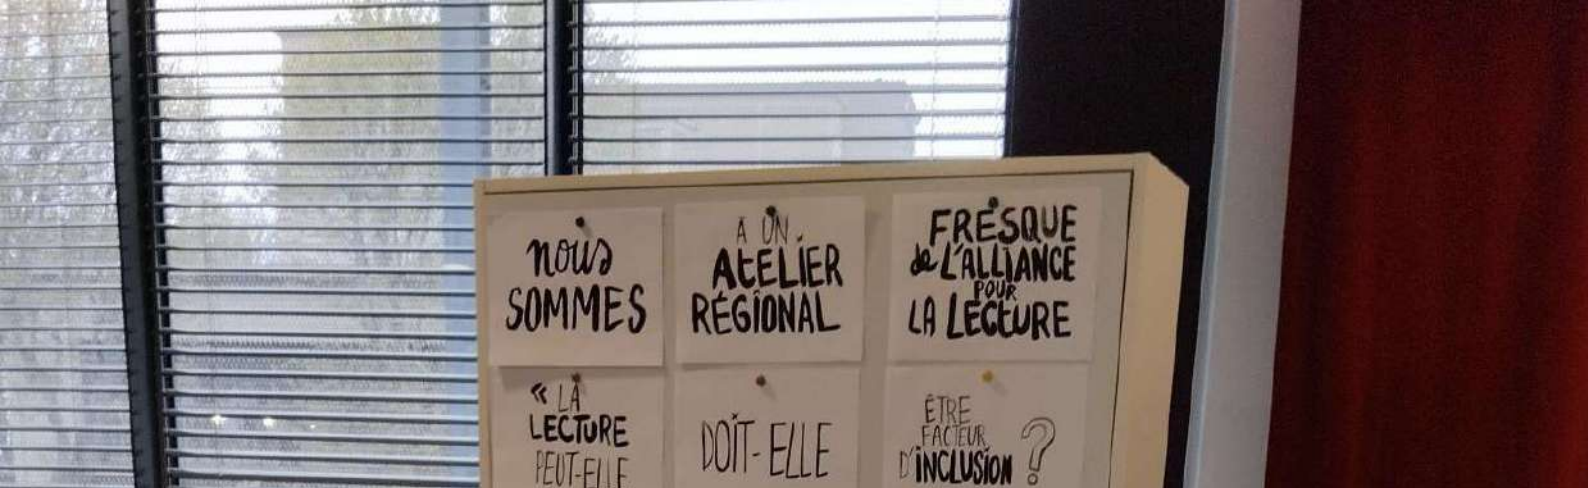 nous
SOMMES
À UN
ATELIER
RÉGIONAL
FRESQUE
de L'ALLIANCE
POUR
LA LECTURE
« LA
LECTURE
PEUT-ELLE
DOIT-ELLE
ÊTRE
FACTEUR
D'INCLUSION ?